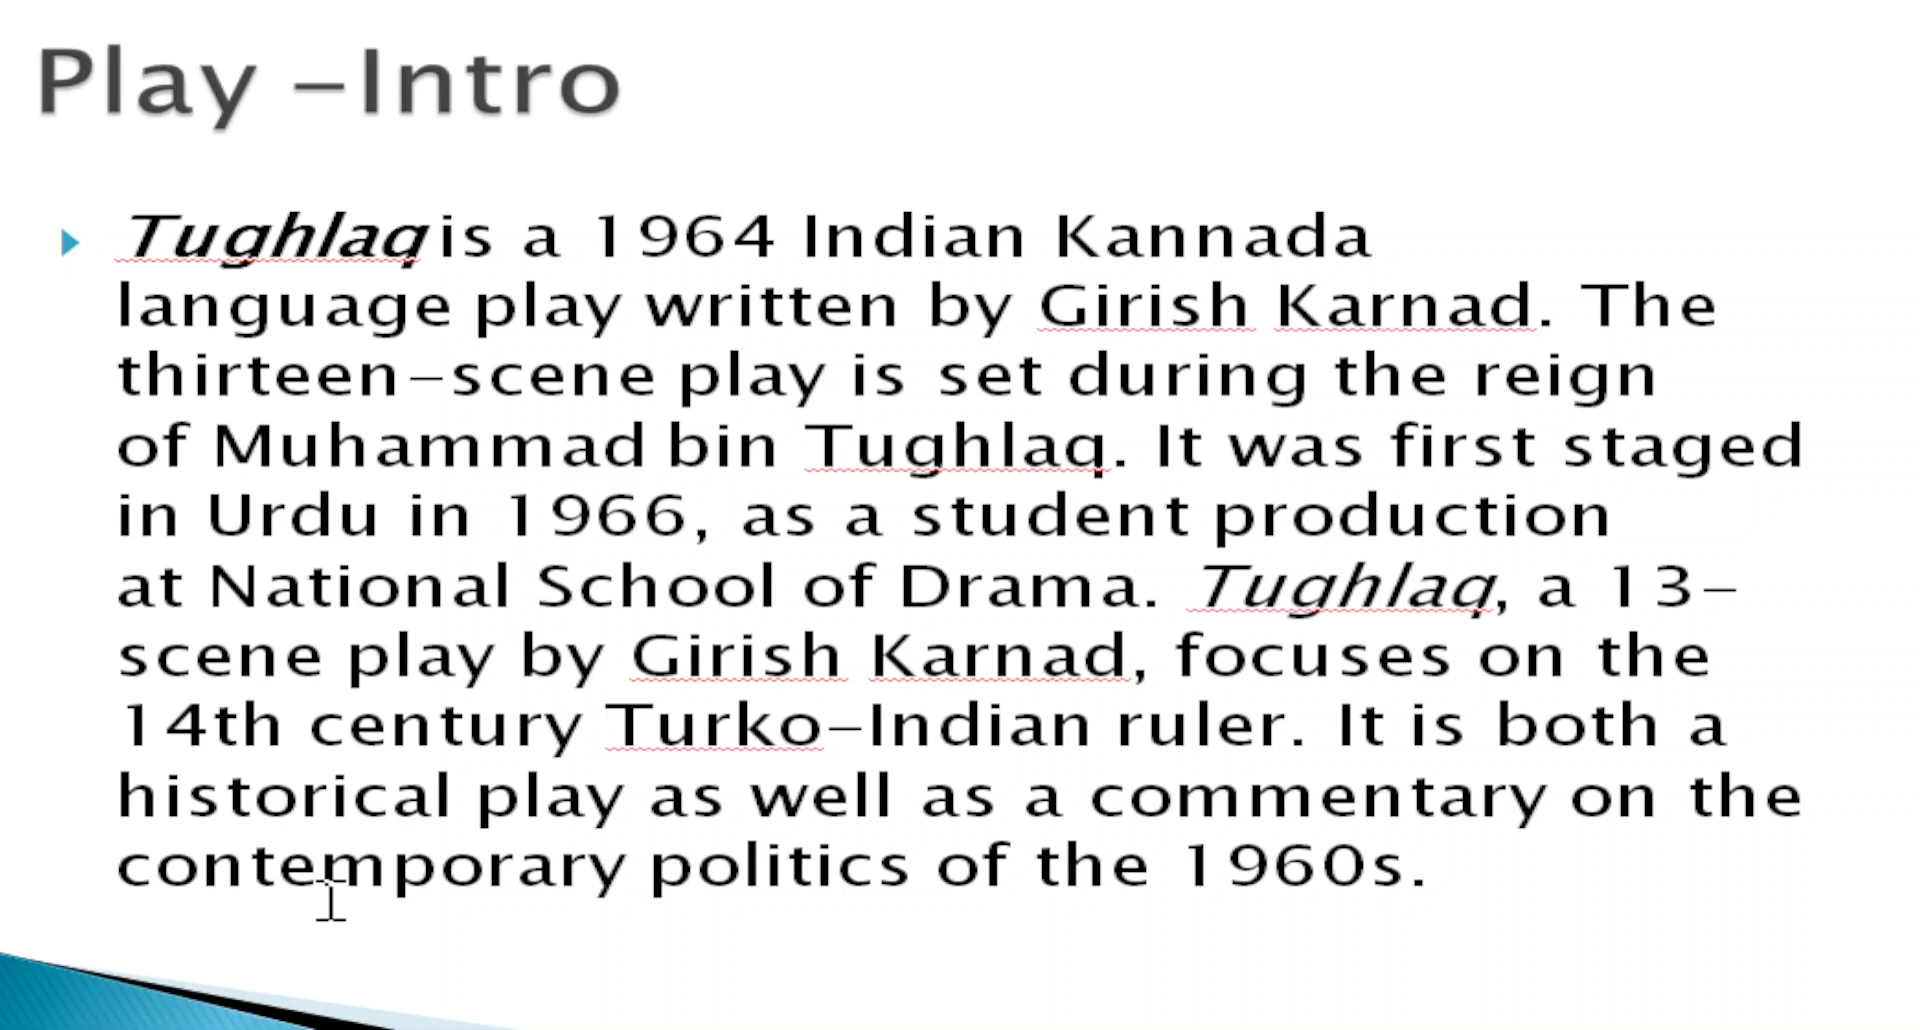 Play –Intro
Tughlaq is a 1964 Indian Kannada
language play written by Girish Karnad. The
thirteen-scene play is set during the reign
of Muhammad bin Tughlaq. It was first staged
in Urdu in 1966, as a student production
at National School of Drama. Tughlaq, a 13-
scene play by Girish Karnad, focuses on the
14th century Turko-Indian ruler. It is both a
historical play as well as a commentary on the
contemporary politics of the 1960s.